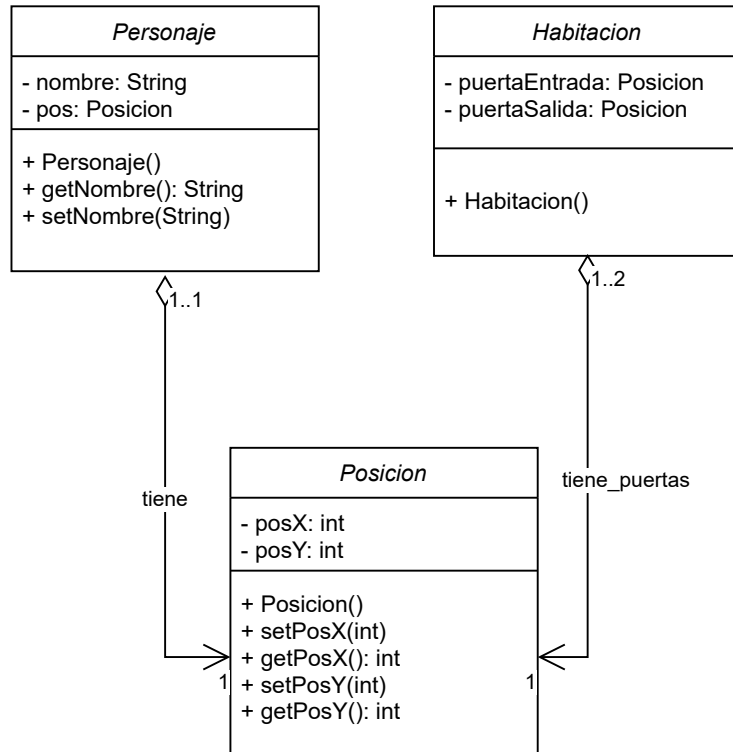 Personaje
- nombre: String
- pos: Posicion
+ Personaje()
+ getNombre(): String
+ setNombre(String)
Habitacion
- puertaEntrada: Posicion
- puertaSalida: Posicion
+ Habitacion()
1..1
1..2
tiene
tiene_puertas
Posicion
- posX: int
- posY: int
+ Posicion()
+ setPosX(int)
+ getPosX(): int
+ setPosY(int)
+ getPosY(): int
1
1